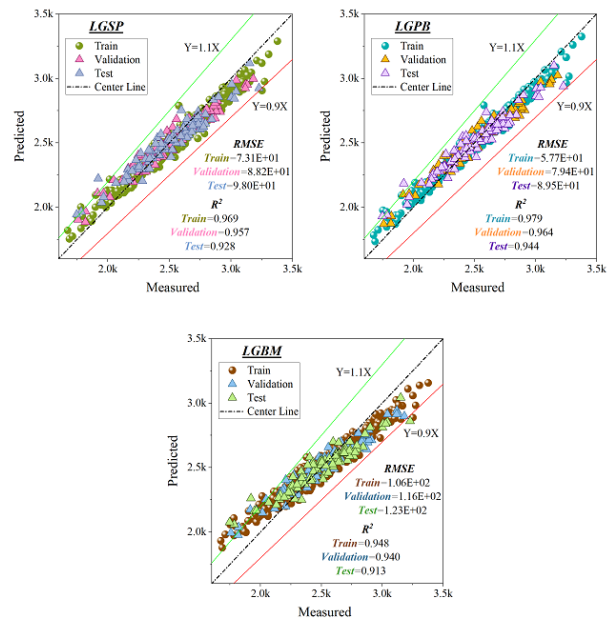 LGSP
Train
Validation
Test
Center Line
Y=1.1X
Y=0.9X
RMSE
Train=7.31E+01
Validation=8.82E+01
Test=9.80E+01
R²
Train=0.969
Validation=0.957
Test=0.928
3.5k
3.0k
2.5k
2.0k
Predicted
2.0k 2.5k 3.0k 3.5k
Measured
LGPB
Train
Validation
Test
Center Line
Y=1.1X
Y=0.9X
RMSE
Train=5.77E+01
Validation=7.94E+01
Test=8.95E+01
R²
Train=0.979
Validation=0.964
Test=0.944
3.5k
3.0k
2.5k
2.0k
Predicted
2.0k 2.5k 3.0k 3.5k
Measured
LGBM
Train
Validation
Test
Center Line
Y=1.1X
Y=0.9X
RMSE
Train=1.06E+02
Validation=1.16E+02
Test=1.23E+02
R²
Train=0.948
Validation=0.940
Test=0.913
3.5k
3.0k
2.5k
2.0k
Predicted
2.0k 2.5k 3.0k 3.5k
Measured